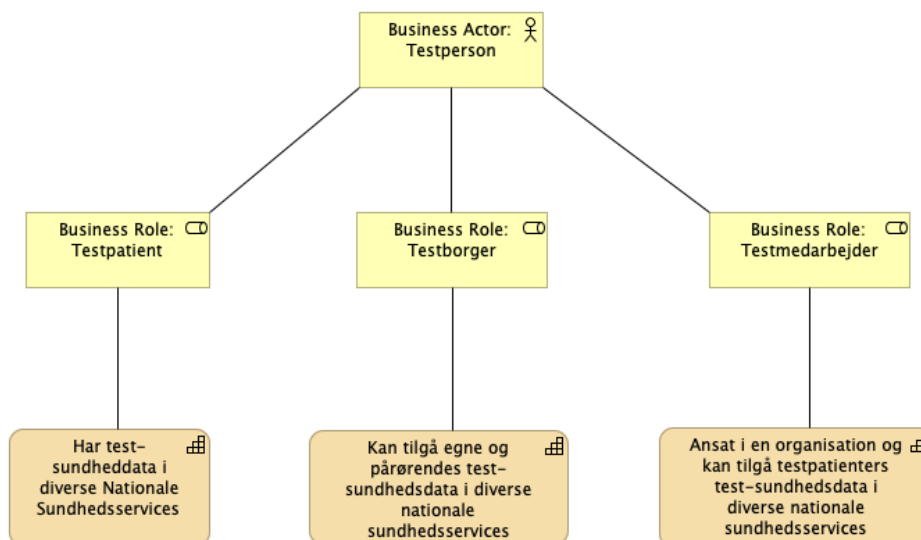 Business Actor:
Testperson
Business Role:
Testpatient
Business Role:
Testborger
Business Role:
Testmedarbejder
Har test-
sundheddata i
diverse Nationale
Sundhedsservices
Kan tilgå egne og
pårørendes test-
sundhedsdata i diverse
nationale
sundhedsservices
Ansat i en organisation og
kan tilgå testpatienters
test-sundhedsdata i
diverse nationale
sundhedsservices